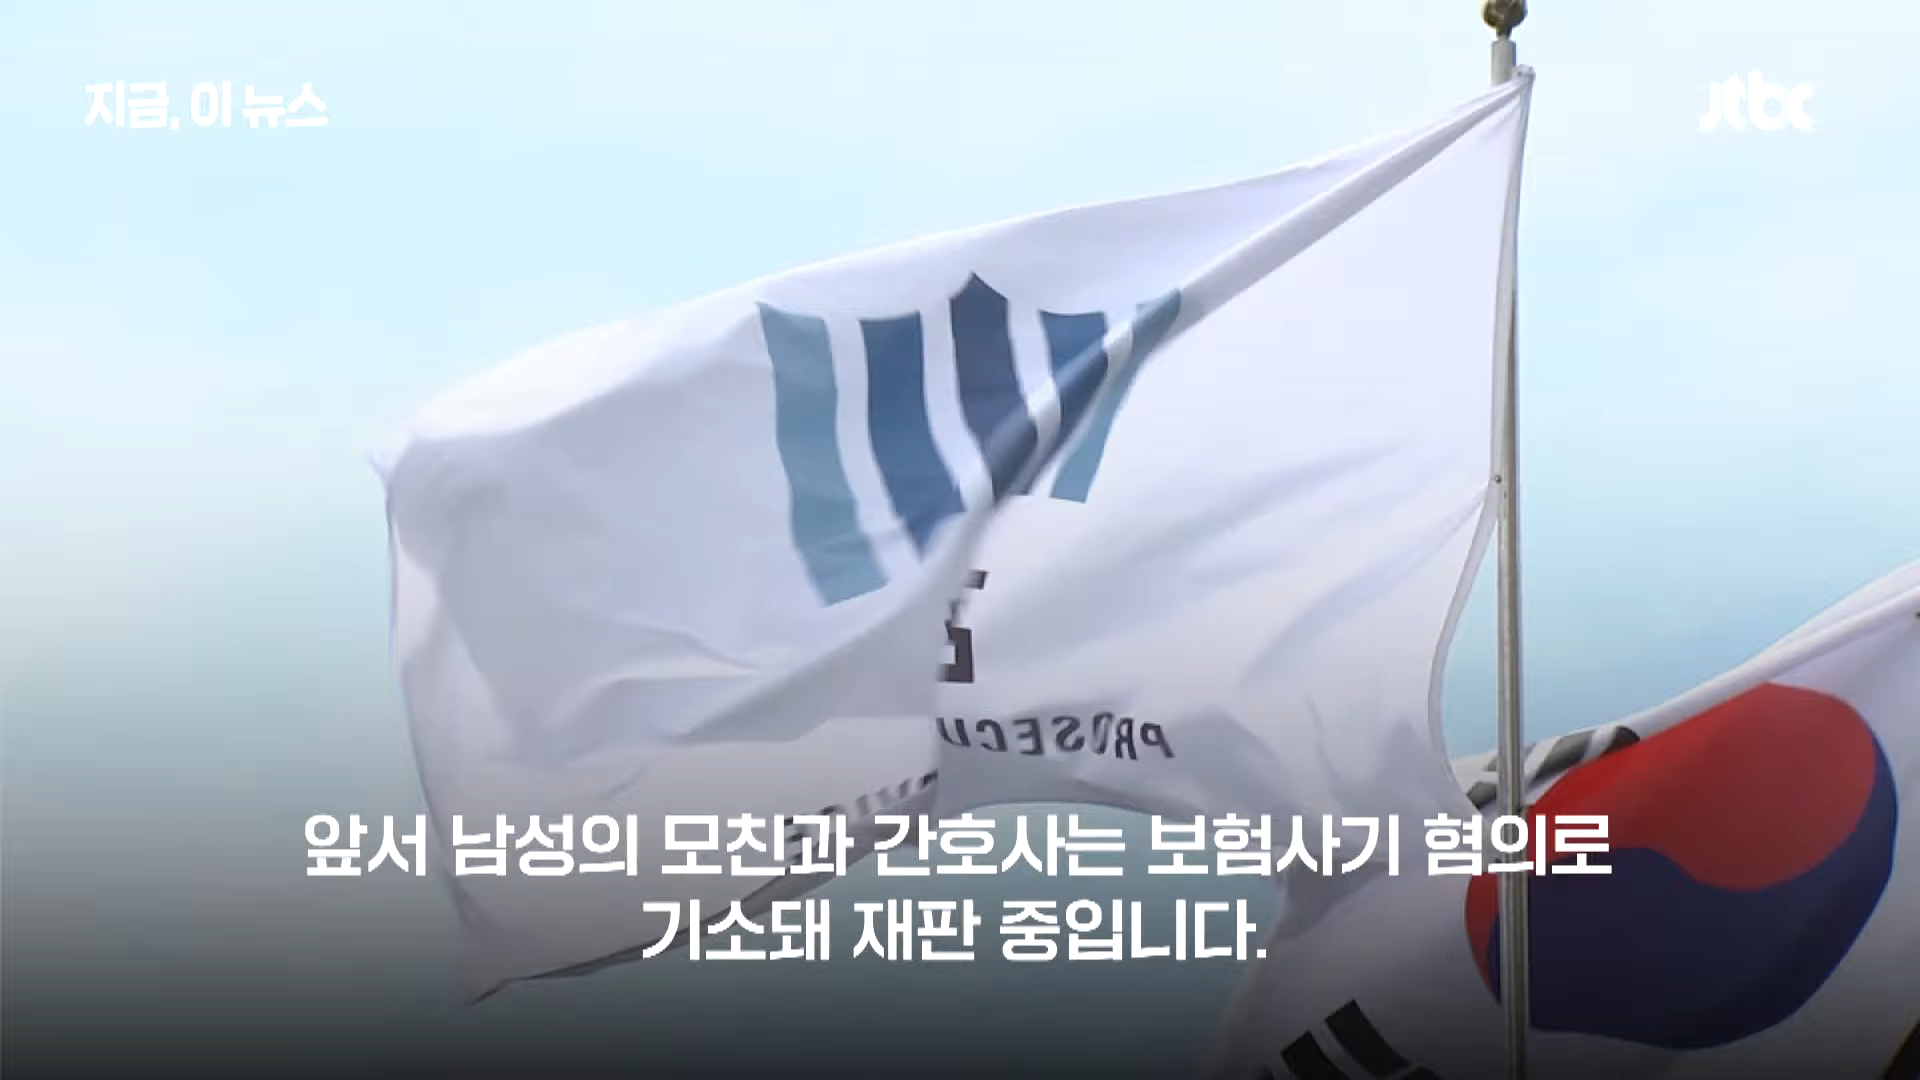 지금, 이 뉴스
jtbc
PROSECU
앞서 남성의 모친과 간호사는 보험사기 혐의로
기소돼 재판 중입니다.